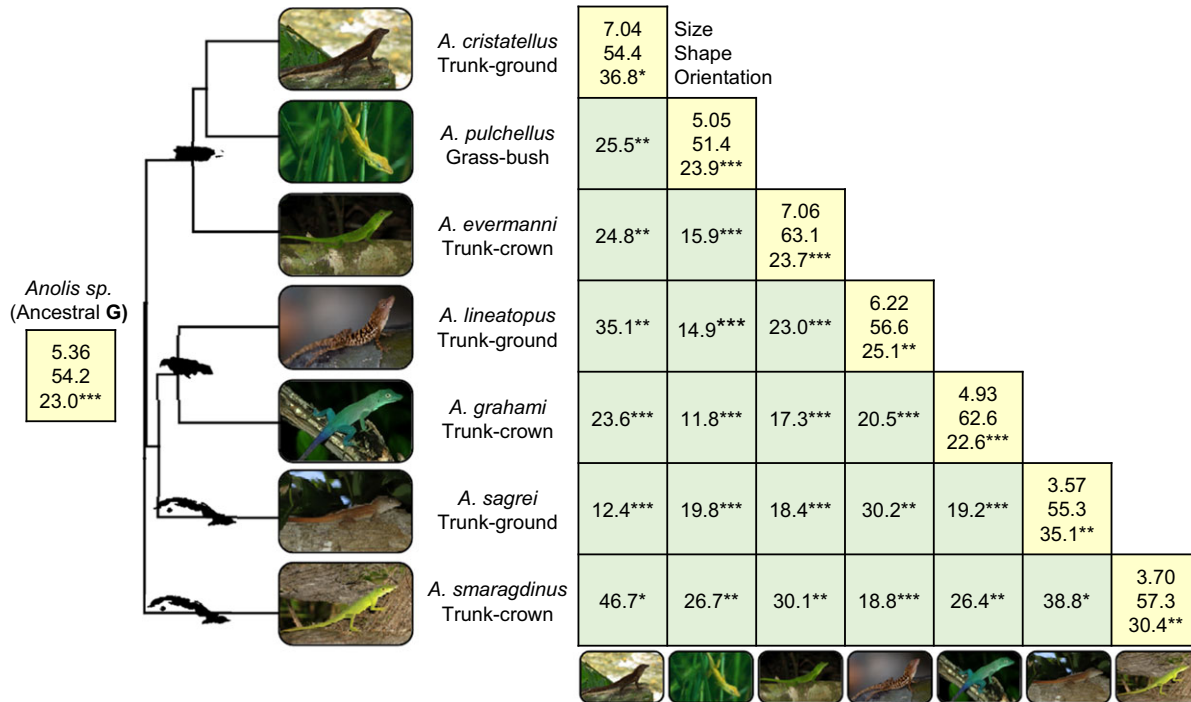 A. cristatellus
Trunk-ground
7.04
54.4
36.8*
Size
Shape
Orientation
A. pulchellus
Grass-bush
25.5**
5.05
51.4
23.9***
A. evermanni
Trunk-crown
24.8**
15.9***
7.06
63.1
23.7***
Anolis sp.
(Ancestral G)
5.36
54.2
23.0***
A. lineatopus
Trunk-ground
35.1**
14.9***
23.0***
6.22
56.6
25.1**
A. grahami
Trunk-crown
23.6***
11.8***
17.3***
20.5***
4.93
62.6
22.6***
A. sagrei
Trunk-ground
12.4***
19.8***
18.4***
30.2**
19.2***
3.57
55.3
35.1**
A. smaragdinus
Trunk-crown
46.7*
26.7**
30.1**
18.8***
26.4**
38.8*
3.70
57.3
30.4**